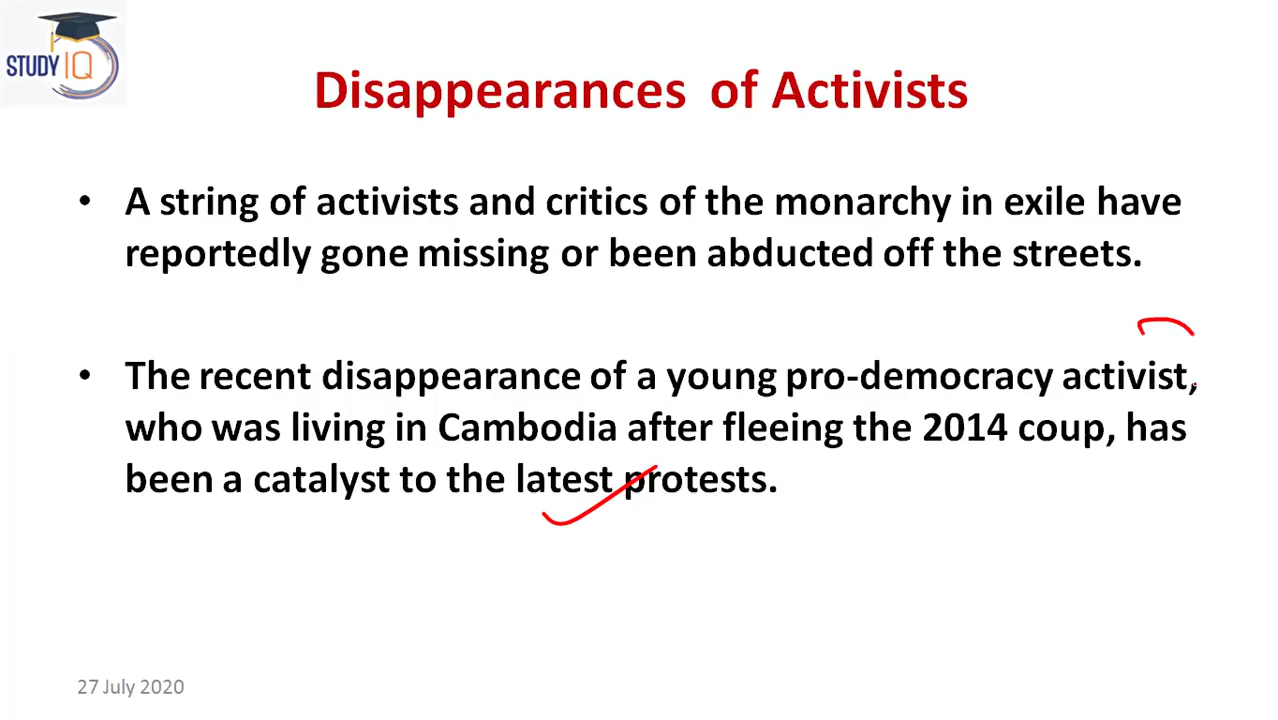 STUDY IQ
Disappearances of Activists
• A string of activists and critics of the monarchy in exile have
reportedly gone missing or been abducted off the streets.
• The recent disappearance of a young pro-democracy activist,
who was living in Cambodia after fleeing the 2014 coup, has
been a catalyst to the latest protests.
27 July 2020